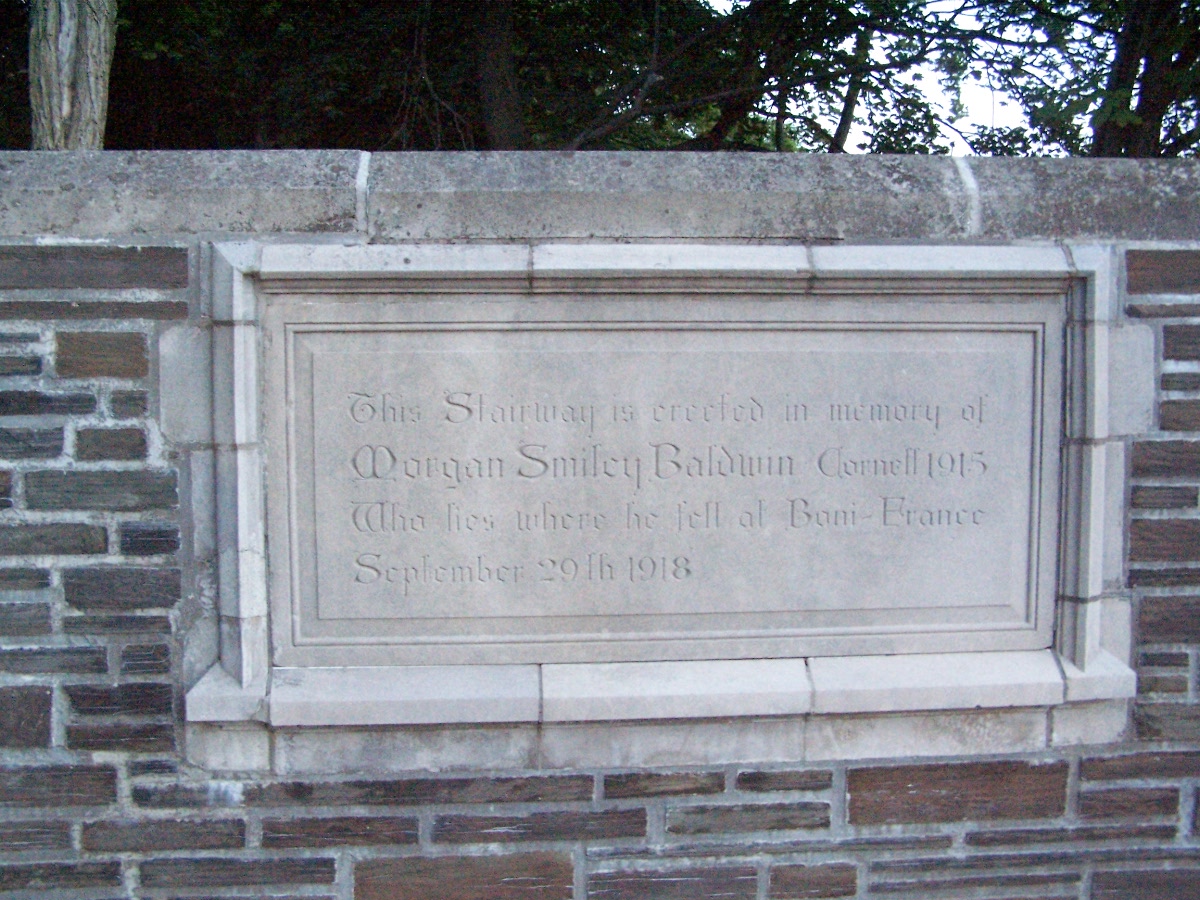 This Stairway is erected in memory of
Morgan Smiley Baldwin Cornell 1915
Who lies where he fell at Boni-France
September 29th 1918